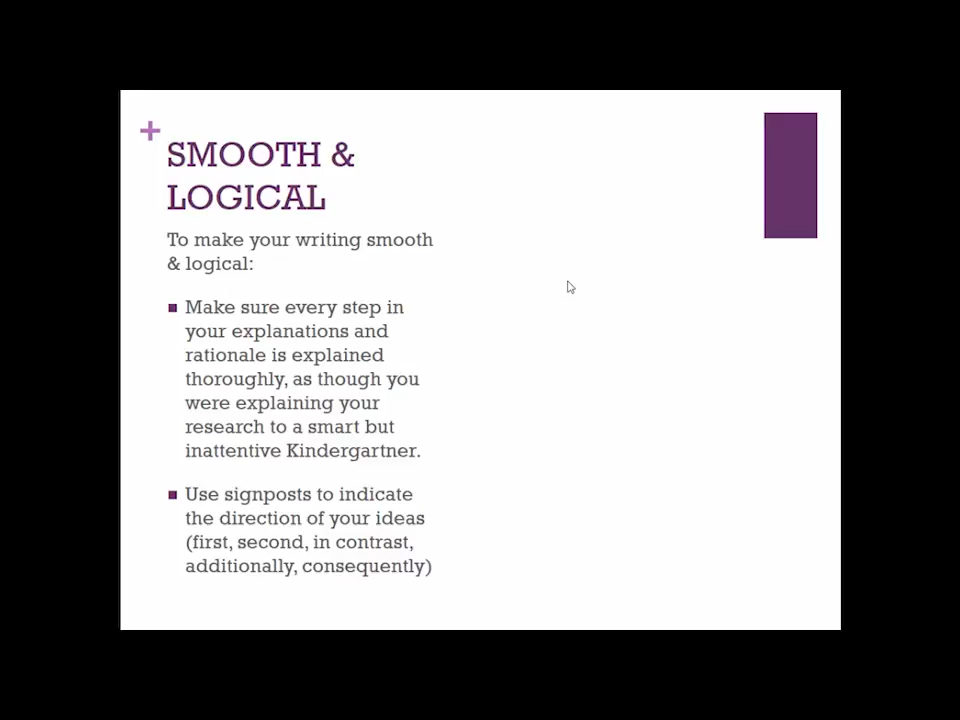 +
SMOOTH &
LOGICAL
To make your writing smooth
& logical:
Make sure every step in
your explanations and
rationale is explained
thoroughly, as though you
were explaining your
research to a smart but
inattentive Kindergartner.
Use signposts to indicate
the direction of your ideas
(first, second, in contrast,
additionally, consequently)